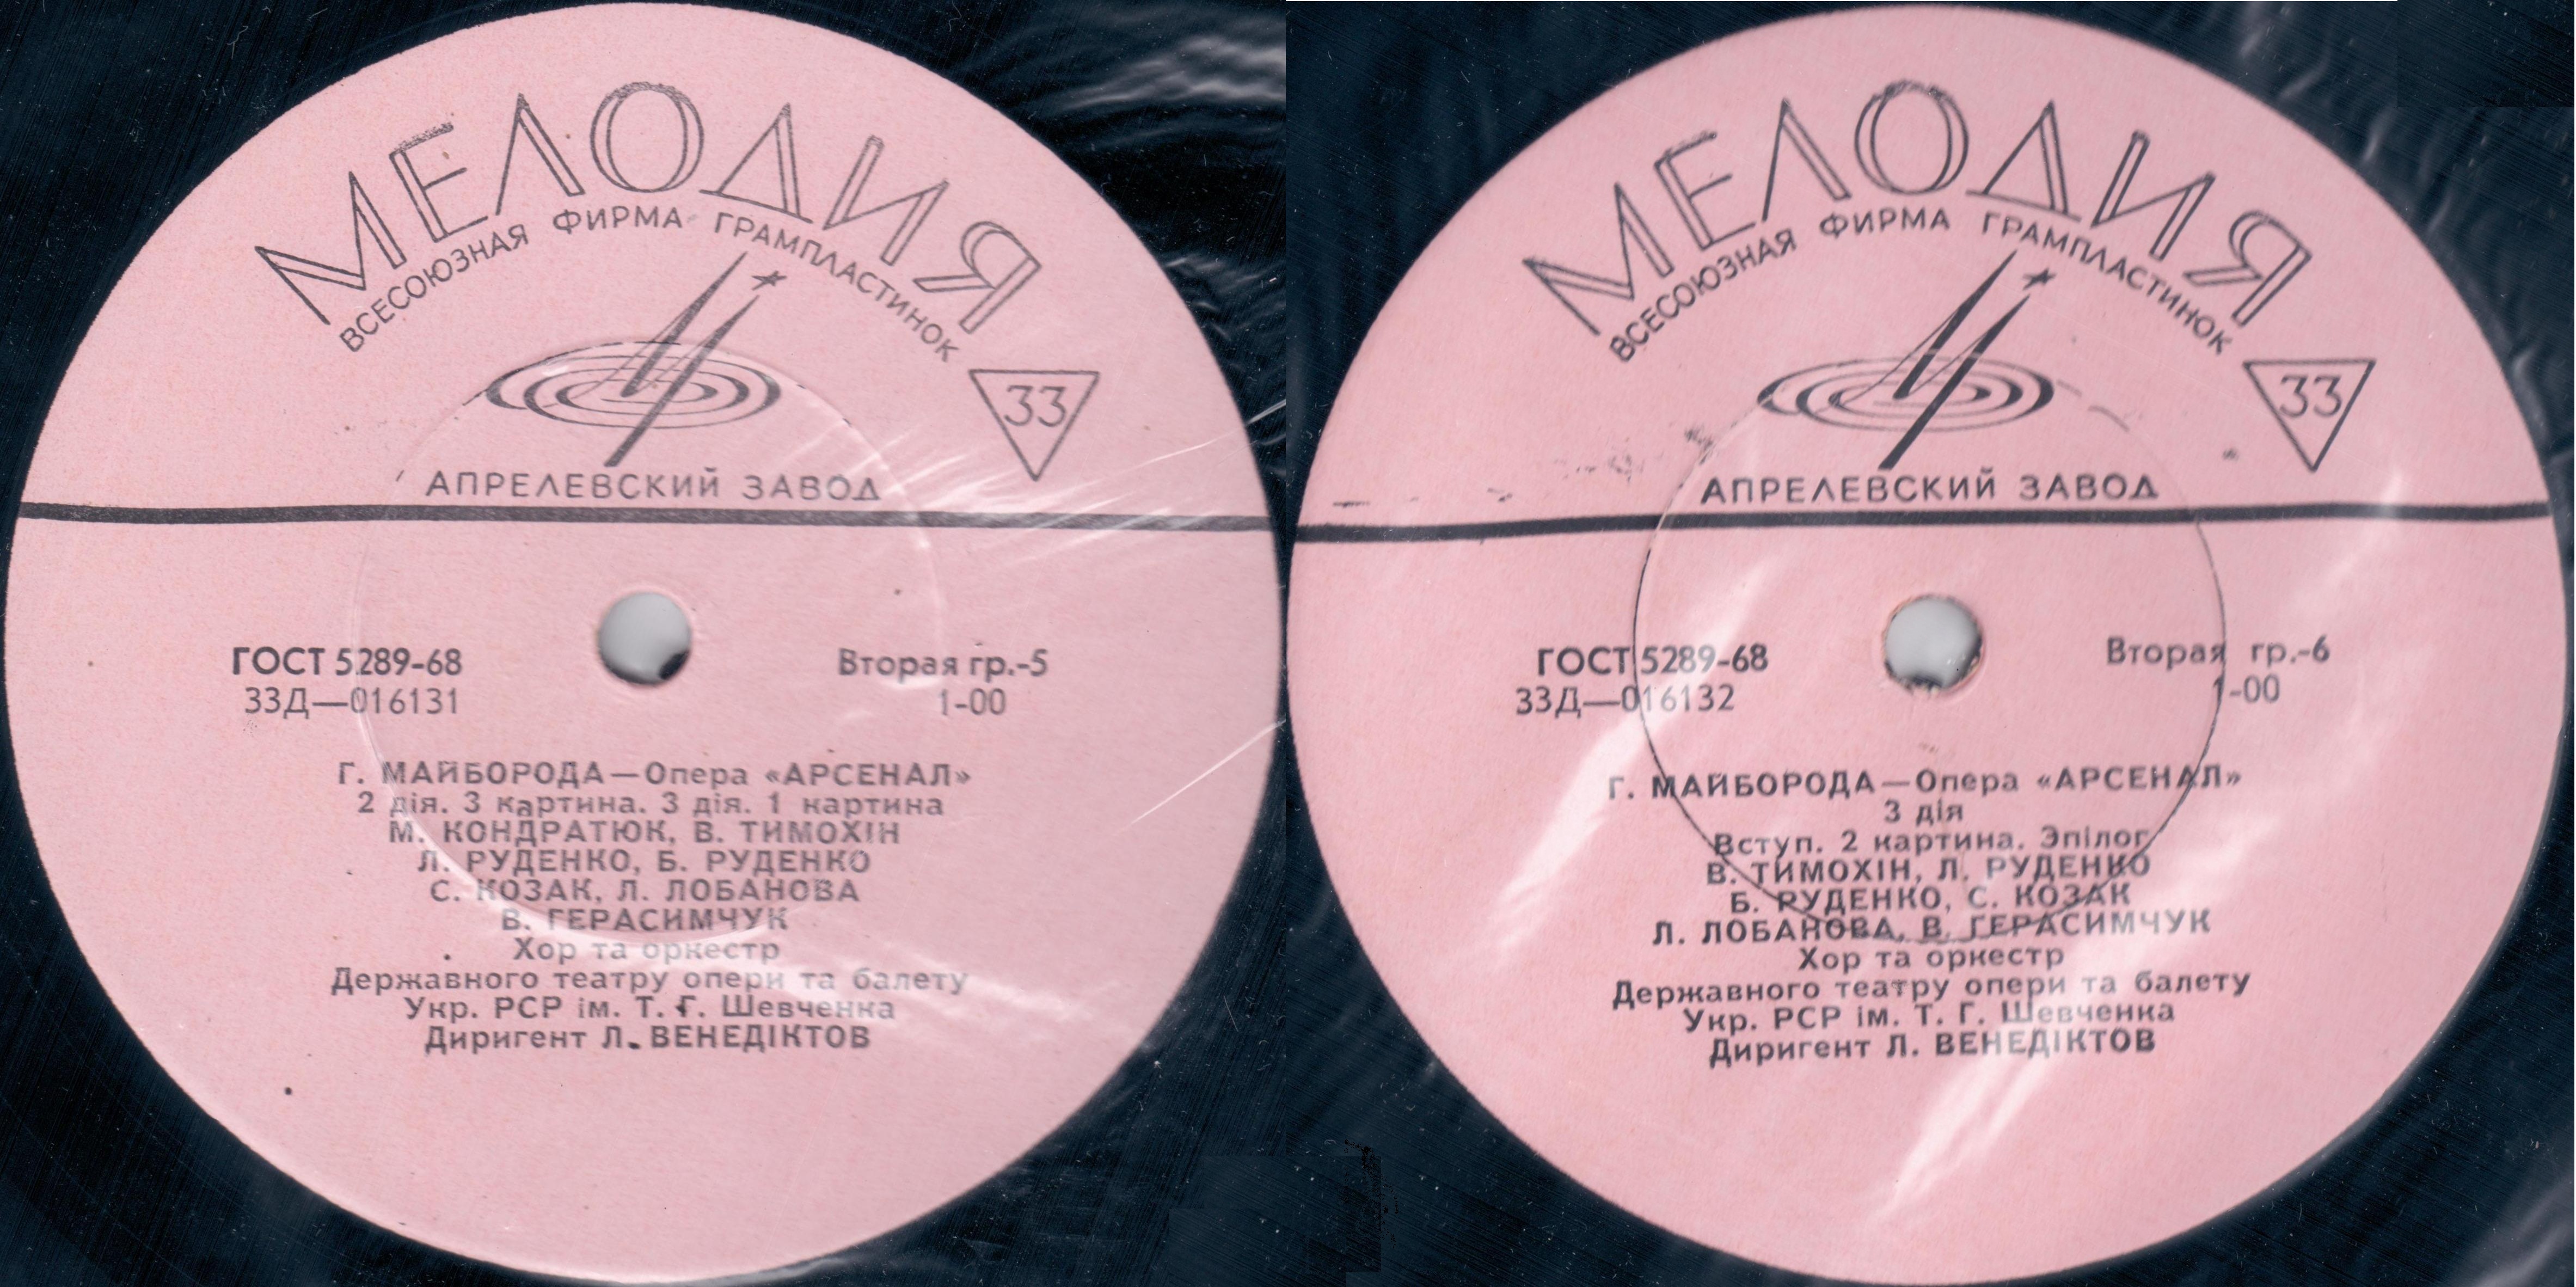 МЕЛОДИЯ
ВСЕСОЮЗНАЯ ФИРМА ГРАМПЛАСТИНОК
33
АПРЕЛЕВСКИЙ ЗАВОД
ГОСТ 5289-68
33Д—016131
Вторая гр.-5
1-00
Г. МАЙБОРОДА—Опера «АРСЕНАЛ»
2 дія. 3 картина. 3 дія. 1 картина
М. КОНДРАТЮК, В. ТИМОХІН
Л. РУДЕНКО, Б. РУДЕНКО
С. КОЗАК, Л. ЛОБАНОВА
В. ГЕРАСИМЧУК
Хор та оркестр
Державного театру опери та балету
Укр. РСР ім. Т. Г. Шевченка
Диригент Л. ВЕНЕДІКТОВ
МЕЛОДИЯ
ВСЕСОЮЗНАЯ ФИРМА ГРАМПЛАСТИНОК
33
АПРЕЛЕВСКИЙ ЗАВОД
ГОСТ 5289-68
33Д—016132
Вторая гр.-6
1-00
Г. МАЙБОРОДА—Опера «АРСЕНАЛ»
3 дія
Вступ. 2 картина. Эпілог
В. ТИМОХІН, Л. РУДЕНКО
Б. РУДЕНКО, С. КОЗАК
Л. ЛОБАНОВА, В. ГЕРАСИМЧУК
Хор та оркестр
Державного театру опери та балету
Укр. РСР ім. Т. Г. Шевченка
Диригент Л. ВЕНЕДІКТОВ